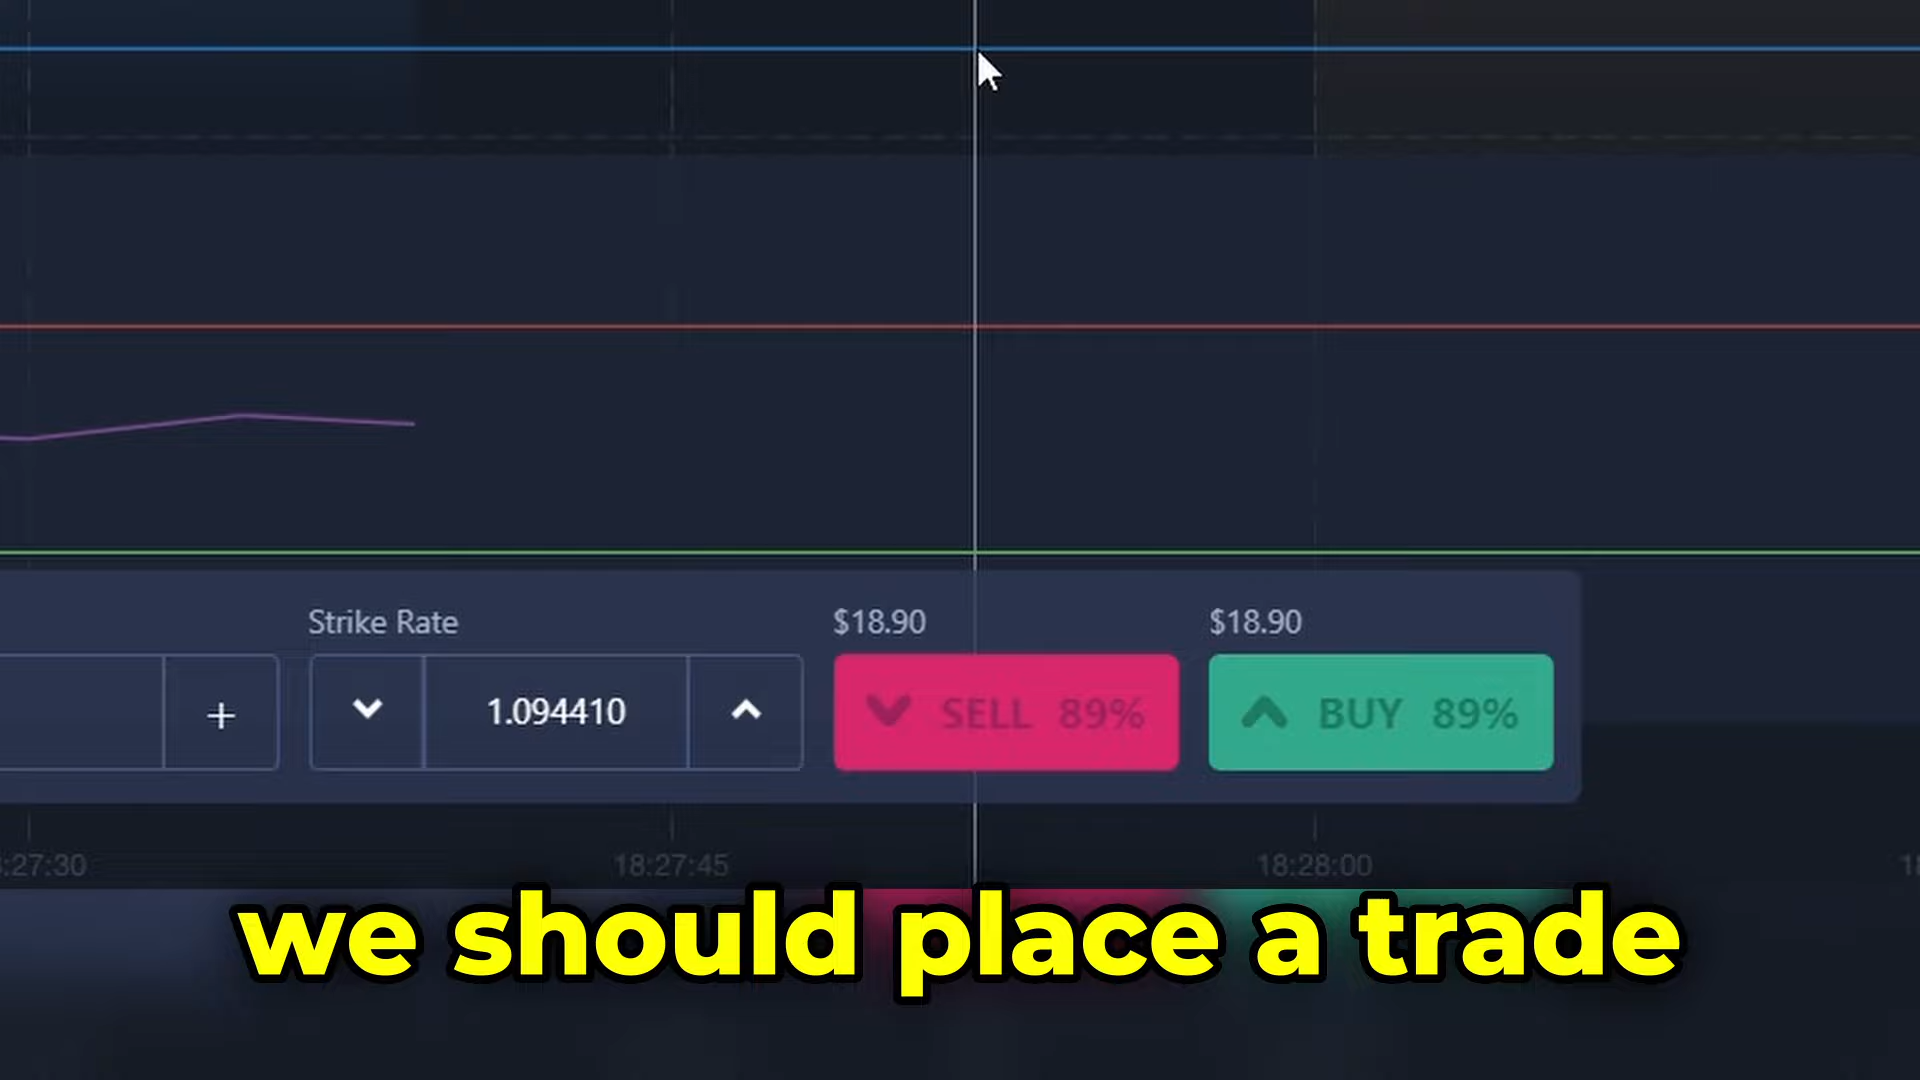 Strike Rate
$18.90
$18.90
+
1.094410
SELL 89%
BUY 89%
:27:30
18:27:45
18:28:00
we should place a trade